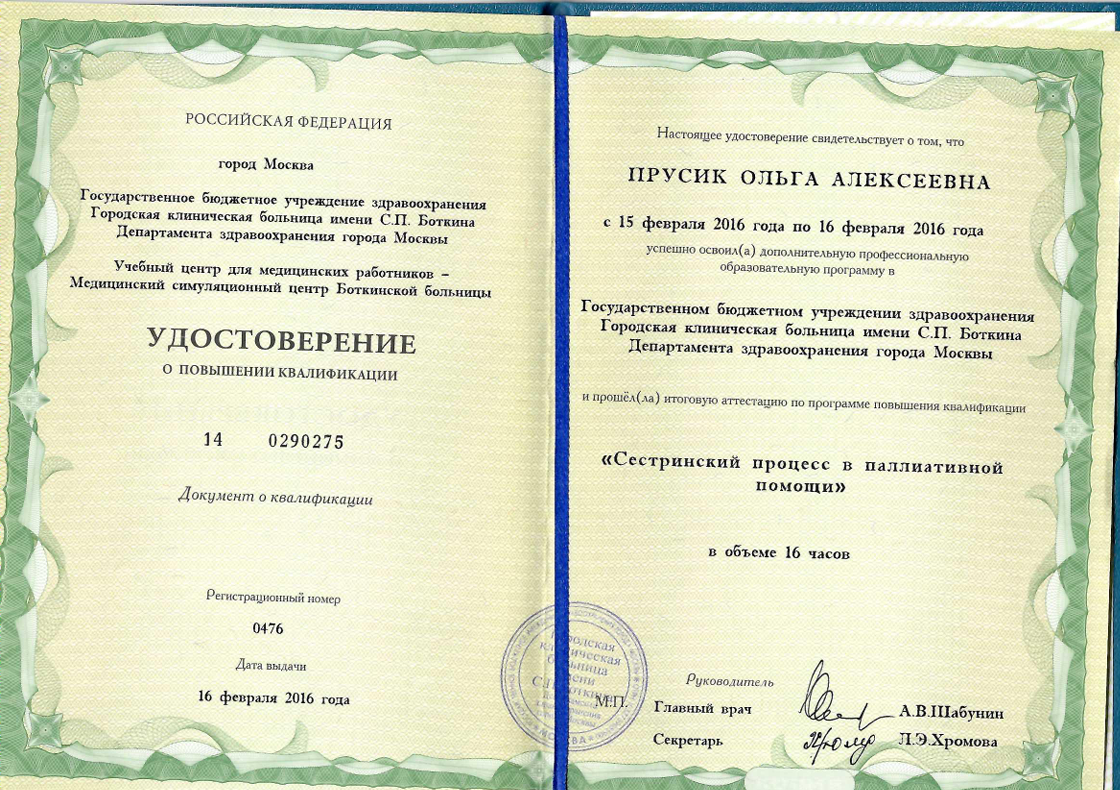 РОССИЙСКАЯ ФЕДЕРАЦИЯ
город Москва
Государственное бюджетное учреждение здравоохранения
Городская клиническая больница имени С.П. Боткина
Департамента здравоохранения города Москвы
Учебный центр для медицинских работников –
Медицинский симуляционный центр Боткинской больницы
УДОСТОВЕРЕНИЕ
О ПОВЫШЕНИИ КВАЛИФИКАЦИИ
14 0290275
Документ о квалификации
Регистрационный номер
0476
Дата выдачи
16 февраля 2016 года
Настоящее удостоверение свидетельствует о том, что
ПРУСИК ОЛЬГА АЛЕКСЕЕВНА
с 15 февраля 2016 года по 16 февраля 2016 года
успешно освоил(а) дополнительную профессиональную
образовательную программу в
Государственном бюджетном учреждении здравоохранения
Городская клиническая больница имени С.П. Боткина
Департамента здравоохранения города Москвы
и прошёл(ла) итоговую аттестацию по программе повышения квалификации
«Сестринский процесс в паллиативной
помощи»
в объеме 16 часов
Руководитель
М.П.
Главный врач А.В.Шабунин
Секретарь Л.Э.Хромова
МОСКВА